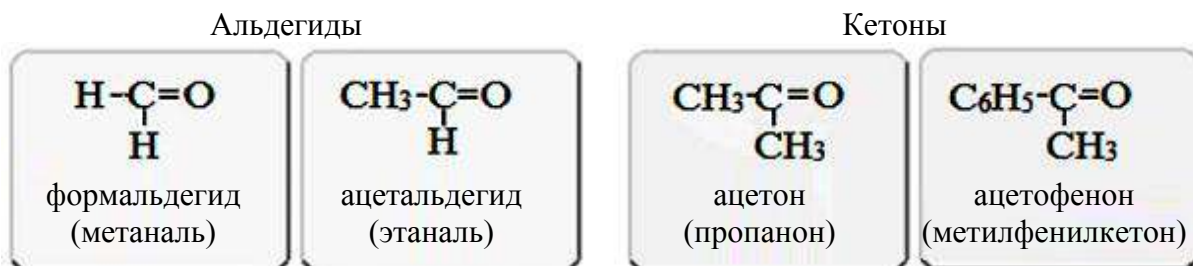 Альдегиды Кетоны
H-C=O CH3-C=O CH3-C=O C6H5-C=O
H H CH3 CH3
формальдегид ацетальдегид ацетон ацетофенон
(метаналь) (этаналь) (пропанон) (метилфенилкетон)